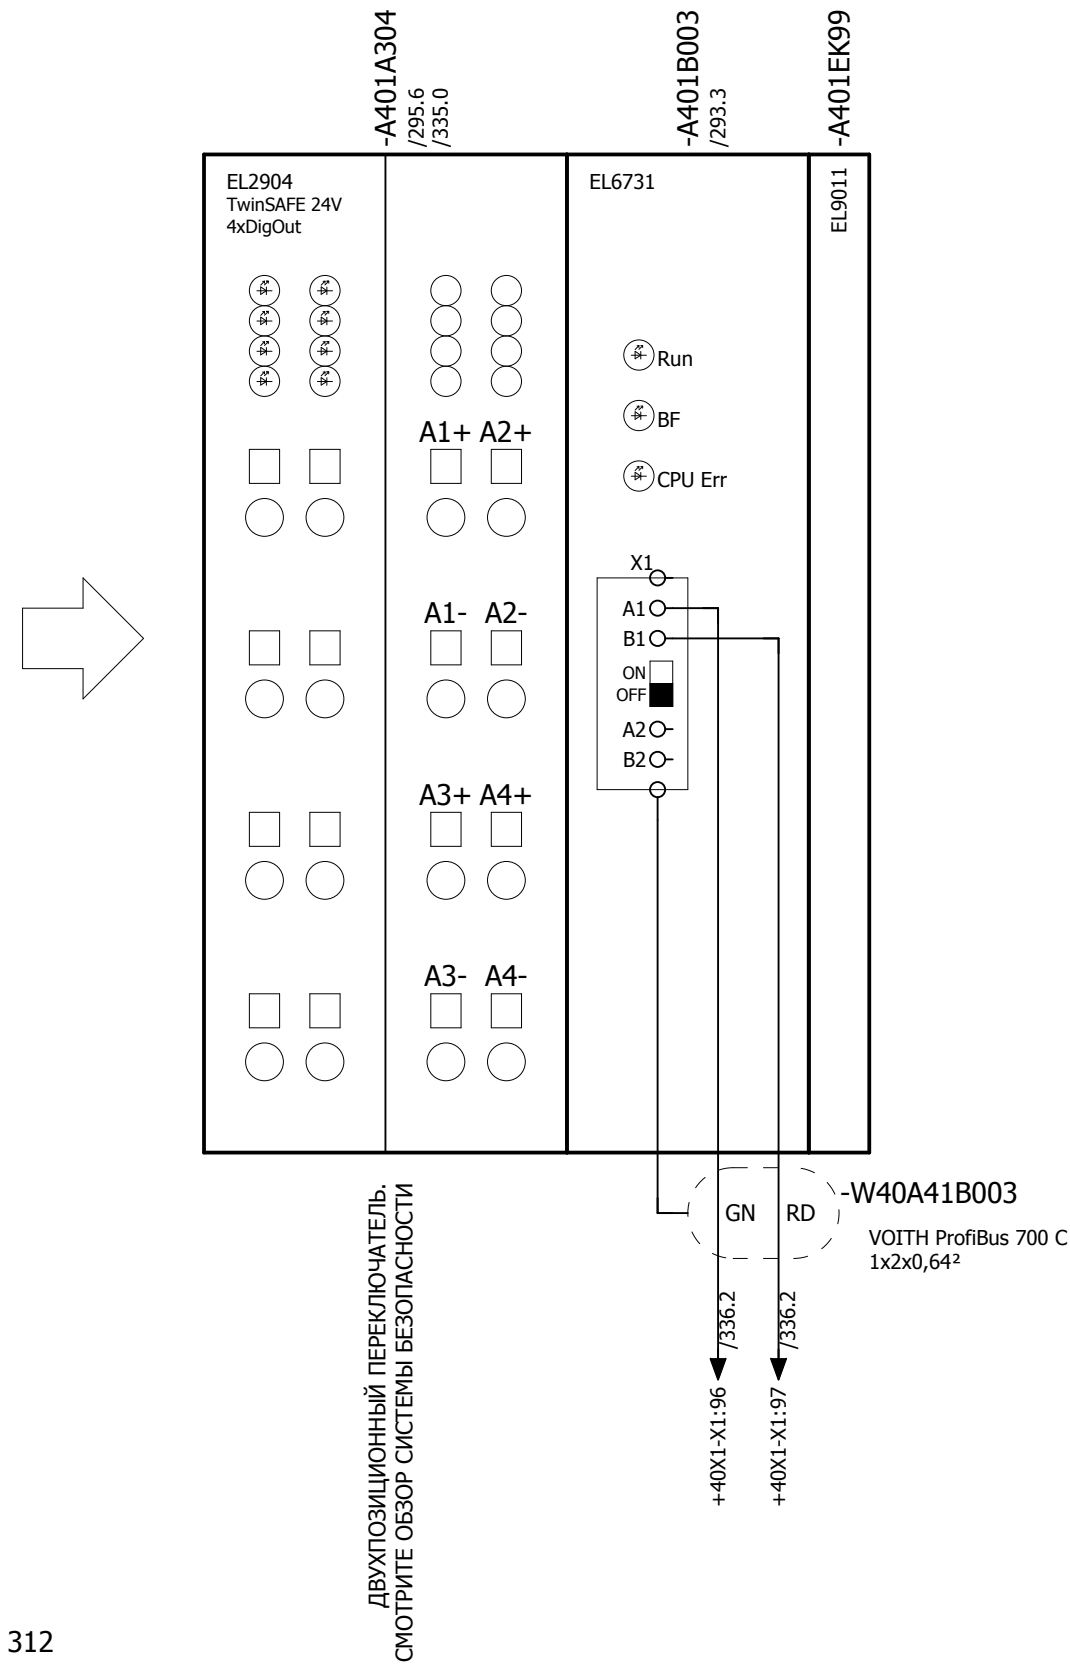 -A401A304
/295.6
/335.0
-A401B003
/293.3
-A401EK99
EL2904
TwinSAFE 24V
4xDigOut
EL6731
EL9011
Run
BF
CPU Err
A1+ A2+
X1
A1
B1
ON
OFF
A2
B2
A1- A2-
A3+ A4+
A3- A4-
GN RD
-W40A41B003
VOITH ProfiBus 700 C
1x2x0,64²
/336.2
/336.2
+40X1-X1:96
+40X1-X1:97
ДВУХПОЗИЦИОННЫЙ ПЕРЕКЛЮЧАТЕЛЬ.
СМОТРИТЕ ОБЗОР СИСТЕМЫ БЕЗОПАСНОСТИ
312